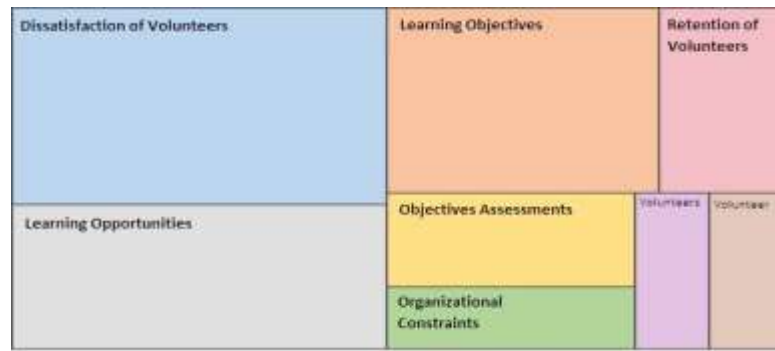 Dissatisfaction of Volunteers
Learning Objectives
Retention of
Volunteers
Learning Opportunities
Objectives Assessments
Volunteers
Volunteer
Organizational
Constraints